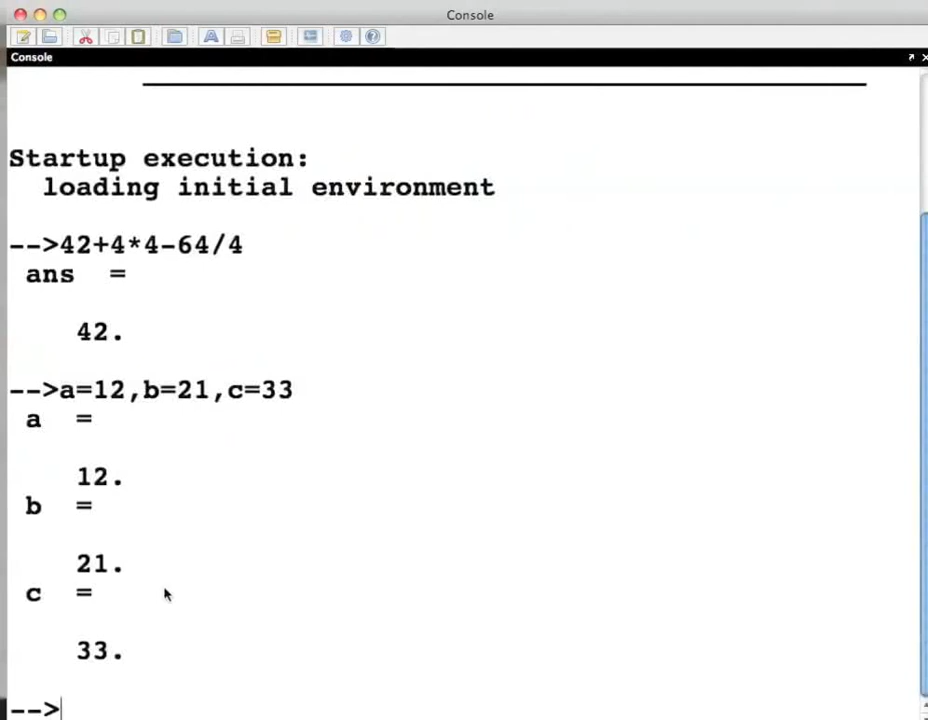 Console
Console
Startup execution:
loading initial environment
-->42+4*4-64/4
ans =
42.
-->a=12,b=21,c=33
a =
12.
b =
21.
c =
33.
-->